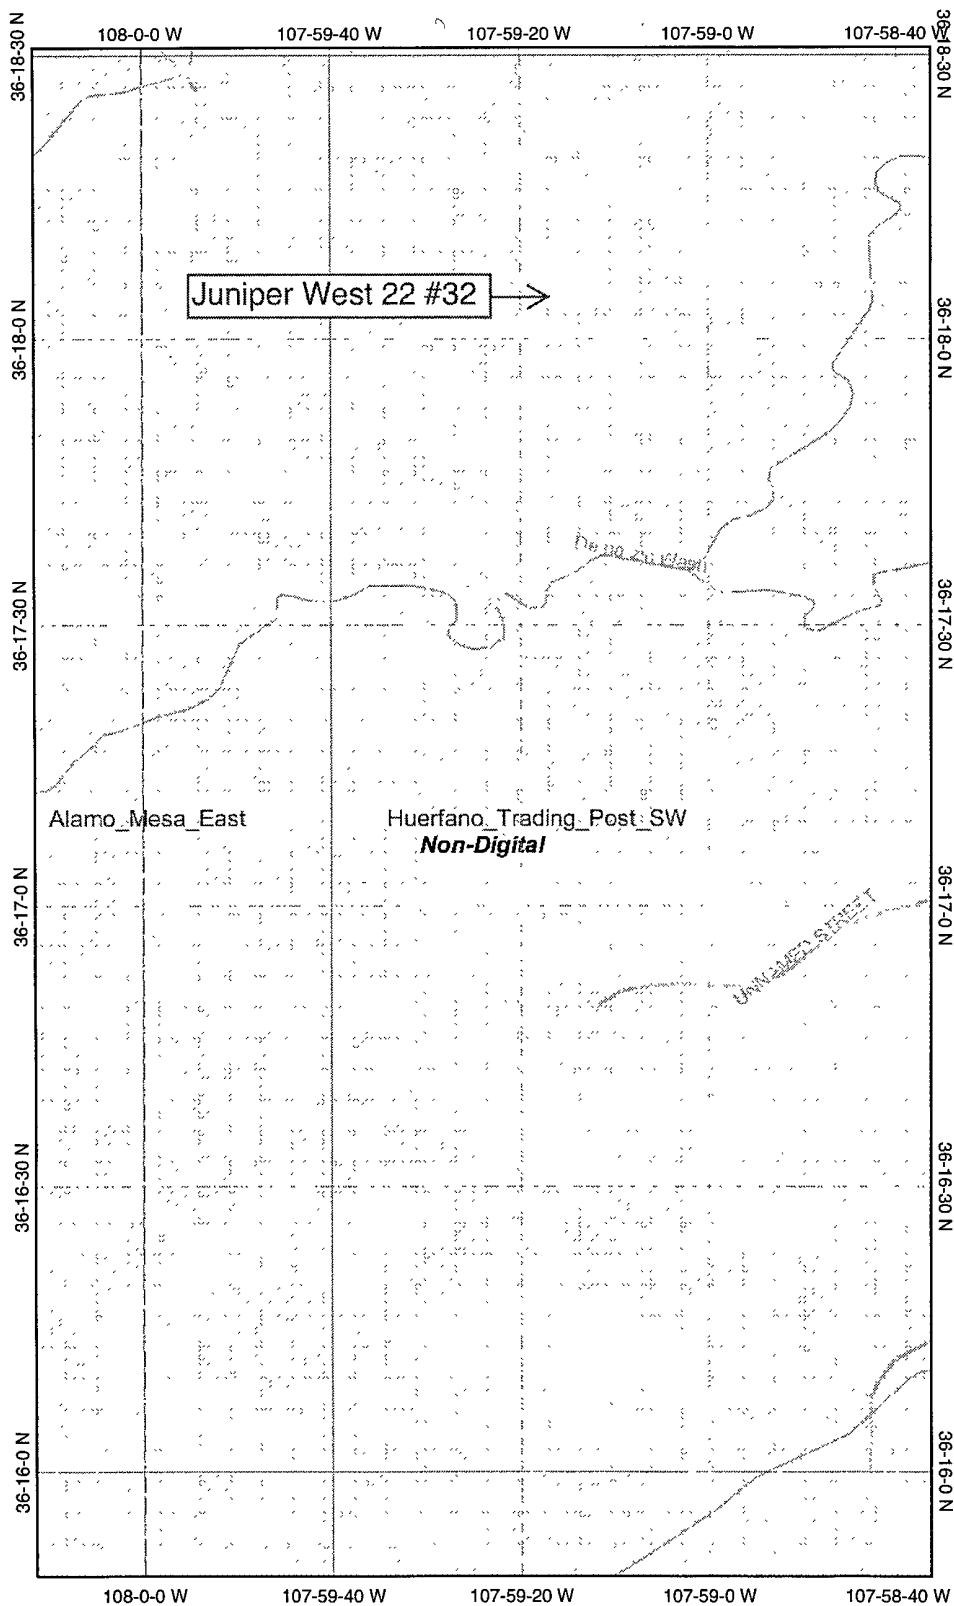 108-0-0 W 107-59-40 W 107-59-20 W 107-59-0 W 107-58-40 W
36-18-30 N 36-18-30 N
Juniper West 22 #32
36-18-0 N 36-18-0 N
36-17-30 N 36-17-30 N
Alamo_Mesa_East Huerfano_Trading_Post_SW
Non-Digital
36-17-0 N 36-17-0 N
UNNAMED STREET
36-16-30 N 36-16-30 N
36-16-0 N 36-16-0 N
108-0-0 W 107-59-40 W 107-59-20 W 107-59-0 W 107-58-40 W